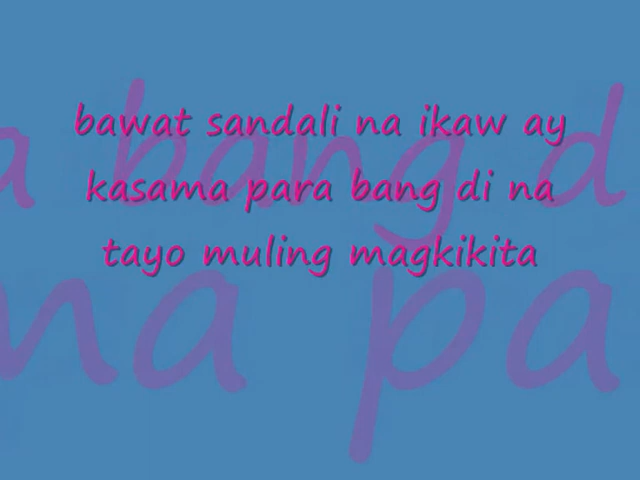 bawat sandali na ikaw ay
kasama para bang di na
tayo muling magkikita